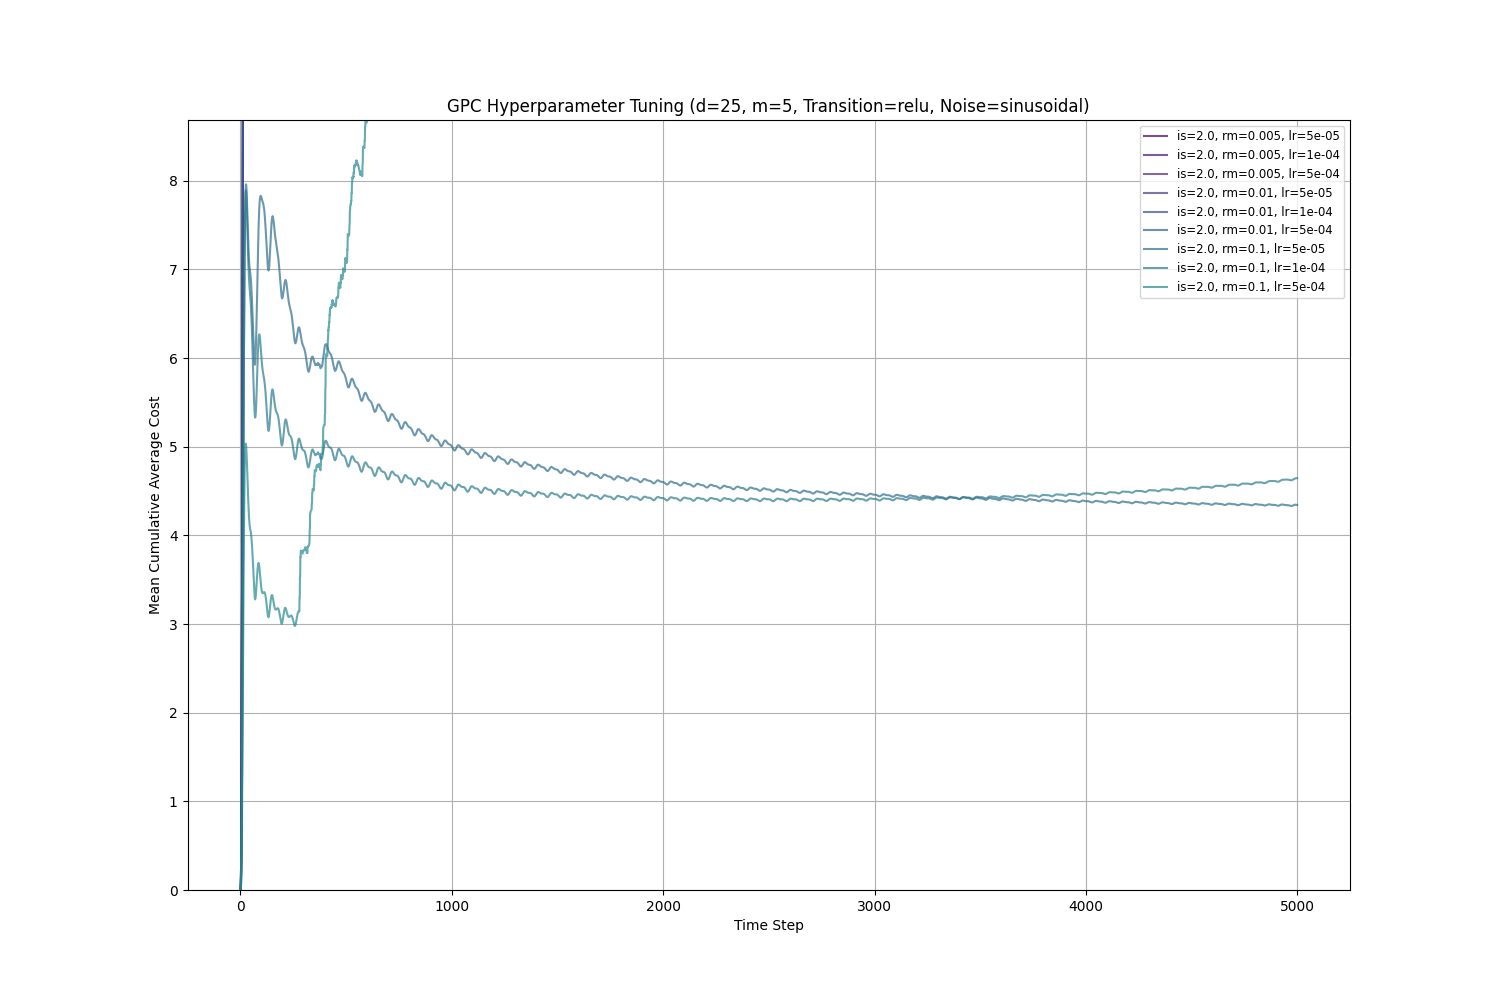 GPC Hyperparameter Tuning (d=25, m=5, Transition=relu, Noise=sinusoidal)
is=2.0, rm=0.005, lr=5e-05
is=2.0, rm=0.005, lr=1e-04
is=2.0, rm=0.005, lr=5e-04
is=2.0, rm=0.01, lr=5e-05
is=2.0, rm=0.01, lr=1e-04
is=2.0, rm=0.01, lr=5e-04
is=2.0, rm=0.1, lr=5e-05
is=2.0, rm=0.1, lr=1e-04
is=2.0, rm=0.1, lr=5e-04
Mean Cumulative Average Cost
8
7
6
5
4
3
2
1
0
0 1000 2000 3000 4000 5000
Time Step